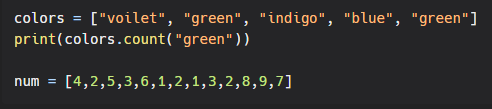 colors = ["voilet", "green", "indigo", "blue", "green"]
print(colors.count("green"))
num = [4,2,5,3,6,1,2,1,3,2,8,9,7]